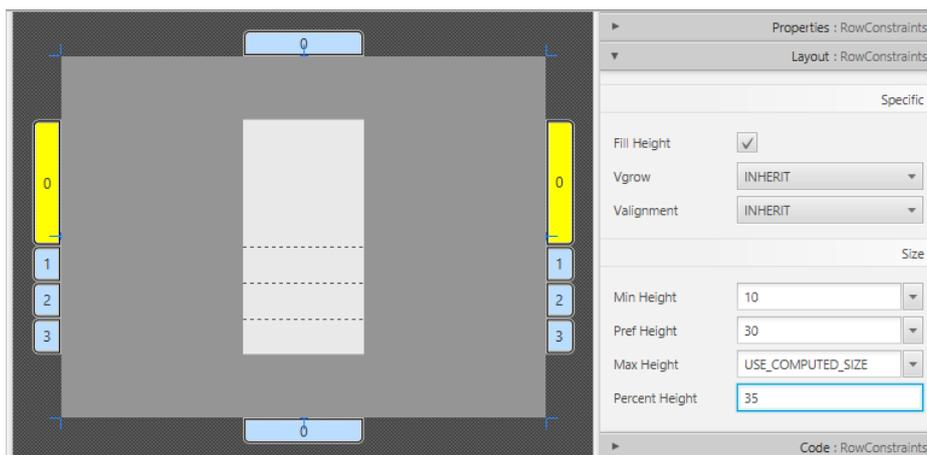 0
0
1
2
3
0
1
2
3
0
Properties : RowConstraints
Layout : RowConstraints
Specific
Fill Height
Vgrow INHERIT
Valignment INHERIT
Size
Min Height 10
Pref Height 30
Max Height USE_COMPUTED_SIZE
Percent Height 35
Code : RowConstraints